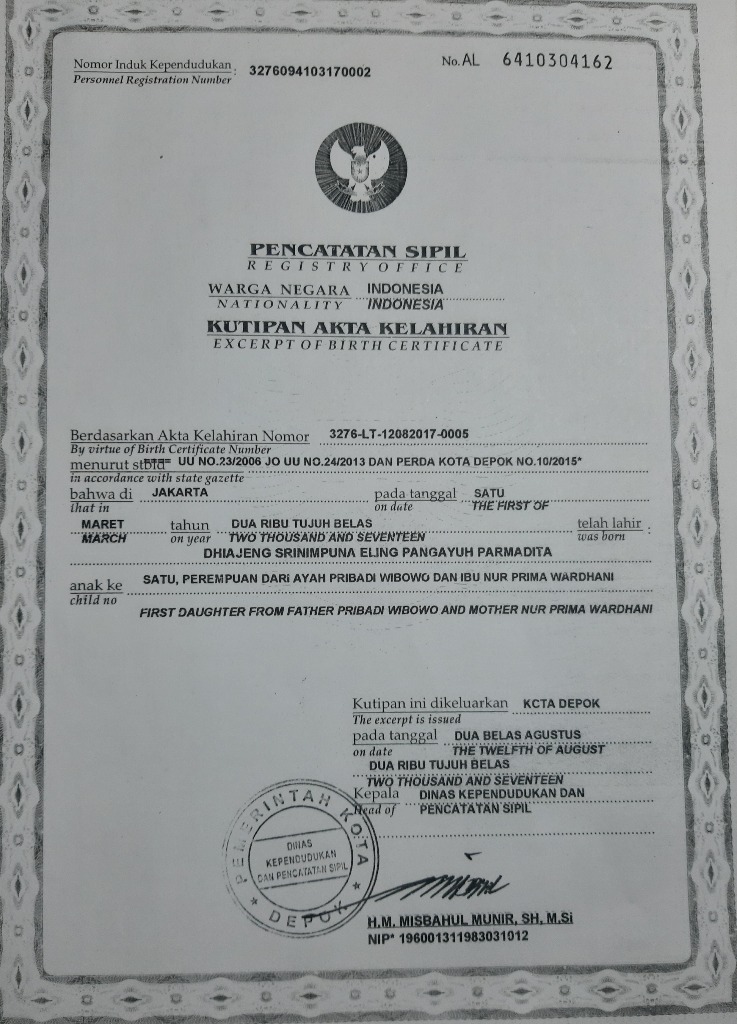 Nomor Induk Kependudukan : 3276094103170002
Personnel Registration Number
No. AL 6410304162
PENCATATAN SIPIL
REGISTRY OFFICE
WARGA NEGARA INDONESIA
NATIONALITY INDONESIA
KUTIPAN AKTA KELAHIRAN
EXCERPT OF BIRTH CERTIFICATE
Berdasarkan Akta Kelahiran Nomor 3276-LT-12082017-0005
By virtue of Birth Certificate Number
menurut stbld UU NO.23/2006 JO UU NO.24/2013 DAN PERDA KOTA DEPOK NO.10/2015*
in accordance with state gazette
bahwa di JAKARTA pada tanggal SATU
that in on date THE FIRST OF
MARET tahun DUA RIBU TUJUH BELAS telah lahir :
MARCH on year TWO THOUSAND AND SEVENTEEN was born
DHIAJENG SRINIMPUNA ELING PANGAYUH PARMADITA
anak ke SATU, PEREMPUAN DARI AYAH PRIBADI WIBOWO DAN IBU NUR PRIMA WARDHANI
child no
FIRST DAUGHTER FROM FATHER PRIBADI WIBOWO AND MOTHER NUR PRIMA WARDHANI
Kutipan ini dikeluarkan KOTA DEPOK
The excerpt is issued
pada tanggal DUA BELAS AGUSTUS
on date THE TWELFTH OF AUGUST
DUA RIBU TUJUH BELAS
TWO THOUSAND AND SEVENTEEN
Kepala DINAS KEPENDUDUKAN DAN
Head of PENCATATAN SIPIL
PEMERINTAH KOTA
DINAS
KEPENDUDUKAN
DAN PENCATATAN SIPIL
DEPOK
H.M. MISBAHUL MUNIR, SH, M.Si
NIP* 196001311983031012